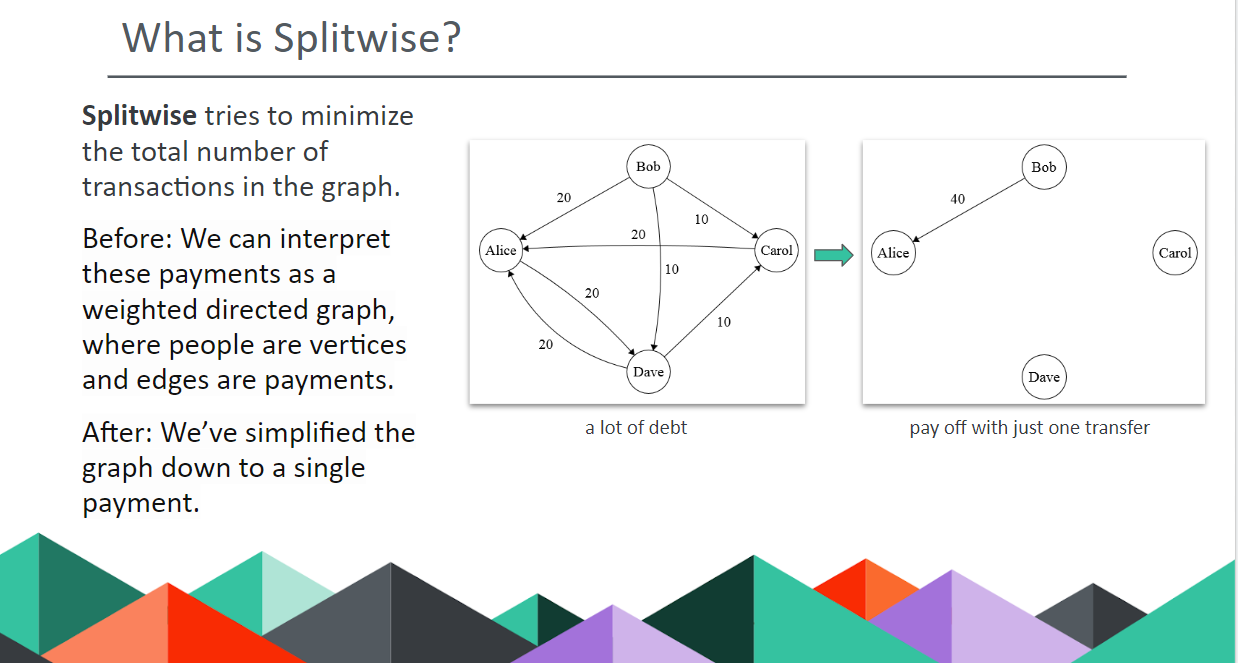 What is Splitwise?
Splitwise tries to minimize
the total number of
transactions in the graph.
Before: We can interpret
these payments as a
weighted directed graph,
where people are vertices
and edges are payments.
After: We’ve simplified the
graph down to a single
payment.
Bob
20
10
20
Alice
Carol
10
20
10
20
Dave
a lot of debt
Bob
40
Alice
Carol
Dave
pay off with just one transfer